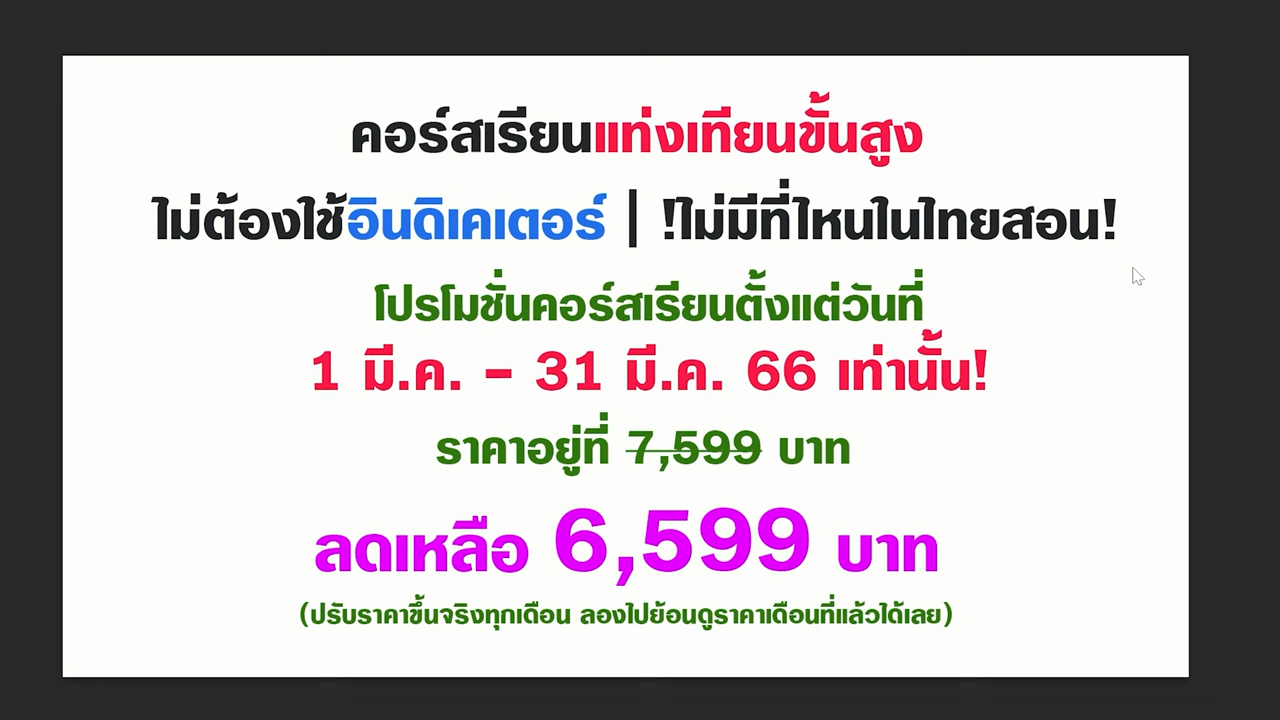 คอร์สเรียนแท่งเทียนขั้นสูง
ไม่ต้องใช้อินดิเคเตอร์ | !ไม่มีที่ไหนในไทยสอน!
โปรโมชั่นคอร์สเรียนตั้งแต่วันที่
1 มี.ค. – 31 มี.ค. 66 เท่านั้น!
ราคาอยู่ที่ 7,599 บาท
ลดเหลือ 6,599 บาท
(ปรับราคาขึ้นจริงทุกเดือน ลองไปย้อนดูราคาเดือนที่แล้วได้เลย)